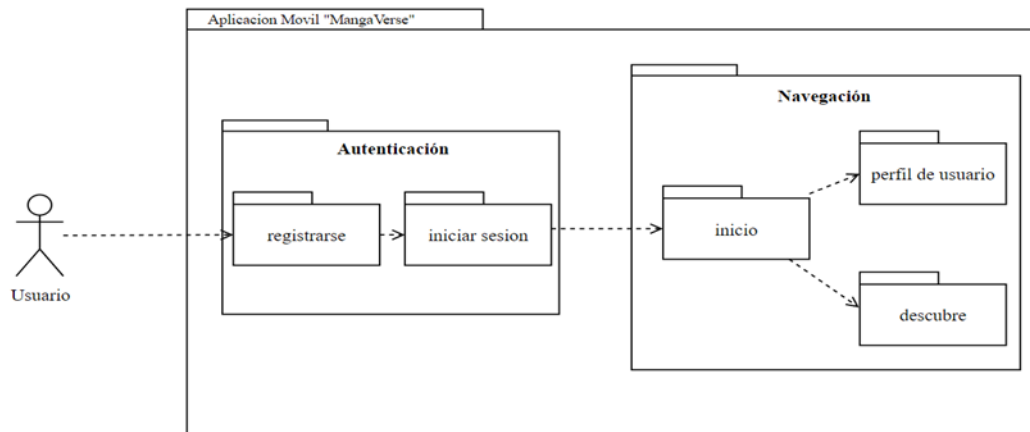 Aplicacion Movil "MangaVerse"
Navegación
Autenticación
perfil de usuario
registrarse
iniciar sesion
inicio
Usuario
descubre